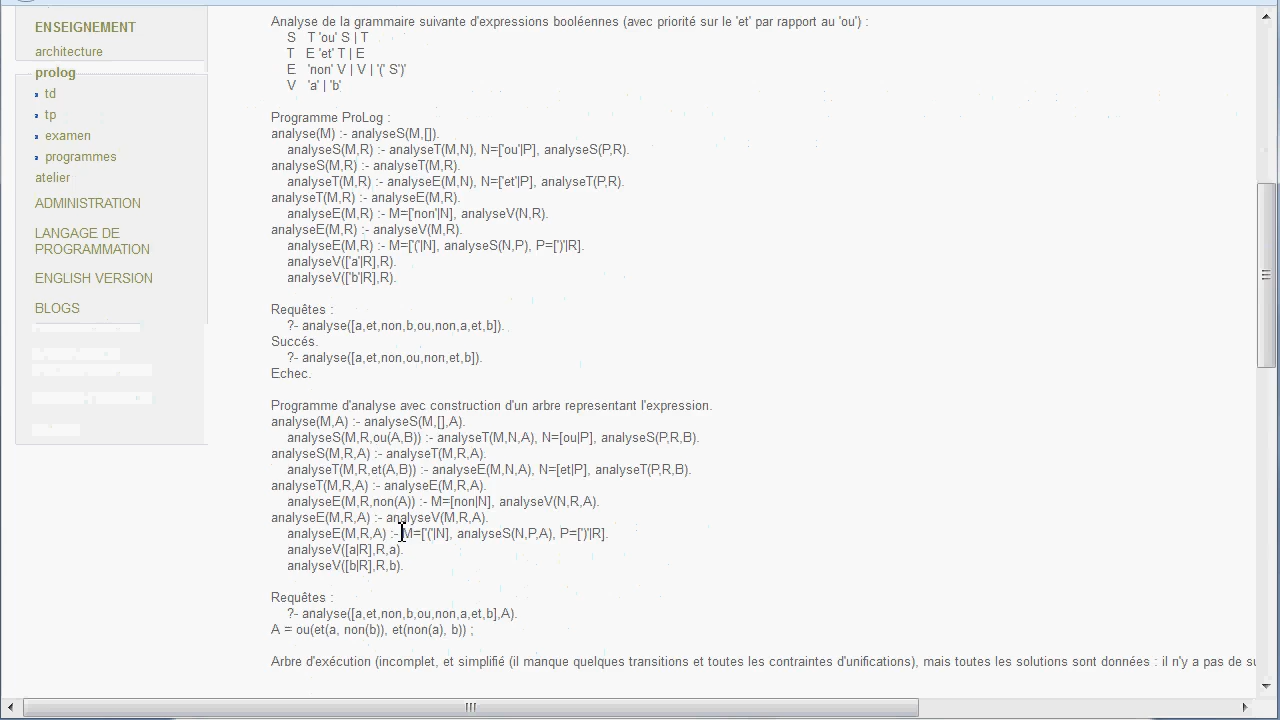 ENSEIGNEMENT
architecture
prolog
td
tp
examen
programmes
atelier
ADMINISTRATION
LANGAGE DE
PROGRAMMATION
ENGLISH VERSION
BLOGS
Analyse de la grammaire suivante d'expressions booléennes (avec priorité sur le 'et' par rapport au 'ou') :
S T 'ou' S | T
T E 'et' T | E
E 'non' V | V | '(' S')'
V 'a' | 'b'
Programme ProLog :
analyse(M) :- analyseS(M,[]).
analyseS(M,R) :- analyseT(M,N), N=['ou'|P], analyseS(P,R).
analyseS(M,R) :- analyseT(M,R).
analyseT(M,R) :- analyseE(M,N), N=['et'|P], analyseT(P,R).
analyseT(M,R) :- analyseE(M,R).
analyseE(M,R) :- M=['non'|N], analyseV(N,R).
analyseE(M,R) :- analyseV(M,R).
analyseE(M,R) :- M=['('|N], analyseS(N,P), P=[')'|R].
analyseV(['a'|R],R).
analyseV(['b'|R],R).
Requêtes :
?- analyse([a,et,non,b,ou,non,a,et,b]).
Succés.
?- analyse([a,et,non,ou,non,et,b]).
Echec.
Programme d'analyse avec construction d'un arbre representant l'expression.
analyse(M,A) :- analyseS(M,[],A).
analyseS(M,R,ou(A,B)) :- analyseT(M,N,A), N=[ou|P], analyseS(P,R,B).
analyseS(M,R,A) :- analyseT(M,R,A).
analyseT(M,R,et(A,B)) :- analyseE(M,N,A), N=[et|P], analyseT(P,R,B).
analyseT(M,R,A) :- analyseE(M,R,A).
analyseE(M,R,non(A)) :- M=[non|N], analyseV(N,R,A).
analyseE(M,R,A) :- analyseV(M,R,A).
analyseE(M,R,A) :- M=['('|N], analyseS(N,P,A), P=[')'|R].
analyseV([a|R],R,a).
analyseV([b|R],R,b).
Requêtes :
?- analyse([a,et,non,b,ou,non,a,et,b],A).
A = ou(et(a, non(b)), et(non(a), b)) ;
Arbre d'exécution (incomplet, et simplifié (il manque quelques transitions et toutes les contraintes d'unifications), mais toutes les solutions sont données : il n'y a pas de